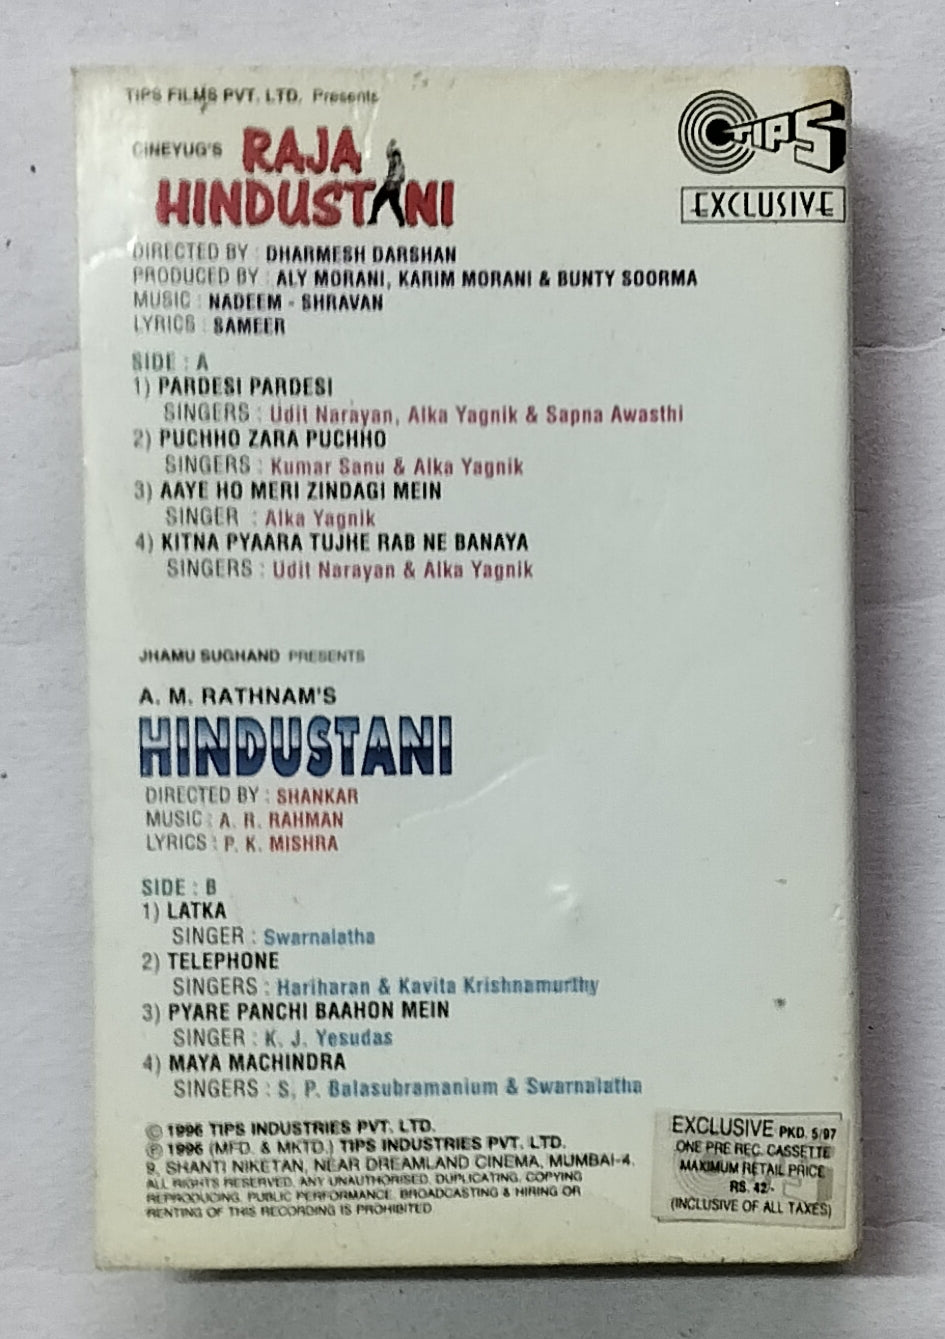 TIPS FILMS PVT. LTD. Presents
CINEYUG'S
RAJA
HINDUSTANI
TIPS
EXCLUSIVE
DIRECTED BY : DHARMESH DARSHAN
PRODUCED BY : ALY MORANI, KARIM MORANI & BUNTY SOORMA
MUSIC : NADEEM - SHRAVAN
LYRICS : SAMEER
SIDE : A
1) PARDESI PARDESI
SINGERS : Udit Narayan, Alka Yagnik & Sapna Awasthi
2) PUCHHO ZARA PUCHHO
SINGERS : Kumar Sanu & Alka Yagnik
3) AAYE HO MERI ZINDAGI MEIN
SINGER : Alka Yagnik
4) KITNA PYAARA TUJHE RAB NE BANAYA
SINGERS : Udit Narayan & Alka Yagnik
JHAMU SUGHAND PRESENTS
A. M. RATHNAM'S
HINDUSTANI
DIRECTED BY : SHANKAR
MUSIC : A. R. RAHMAN
LYRICS : P. K. MISHRA
SIDE : B
1) LATKA
SINGER : Swarnalatha
2) TELEPHONE
SINGERS : Hariharan & Kavita Krishnamurthy
3) PYARE PANCHI BAAHON MEIN
SINGER : K. J. Yesudas
4) MAYA MACHINDRA
SINGERS : S. P. Balasubramanium & Swarnalatha
© 1996 TIPS INDUSTRIES PVT. LTD.
℗ 1996 (MFD. & MKTD.) TIPS INDUSTRIES PVT. LTD.
9, SHANTI NIKETAN, NEAR DREAMLAND CINEMA, MUMBAI-4.
ALL RIGHTS RESERVED. ANY UNAUTHORISED, DUPLICATING, COPYING
REPRODUCING, PUBLIC PERFORMANCE, BROADCASTING & HIRING OR
RENTING OF THIS RECORDING IS PROHIBITED
EXCLUSIVE PKD. 5/97
ONE PRE REC. CASSETTE
MAXIMUM RETAIL PRICE
RS. 42/-
(INCLUSIVE OF ALL TAXES)